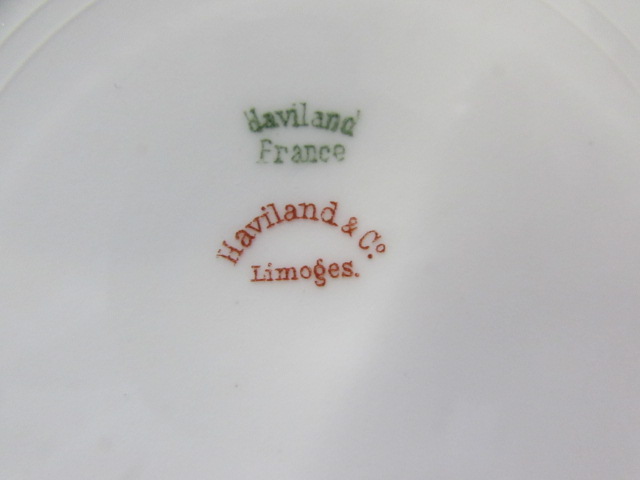 Haviland
France
Haviland & Co.
Limoges.